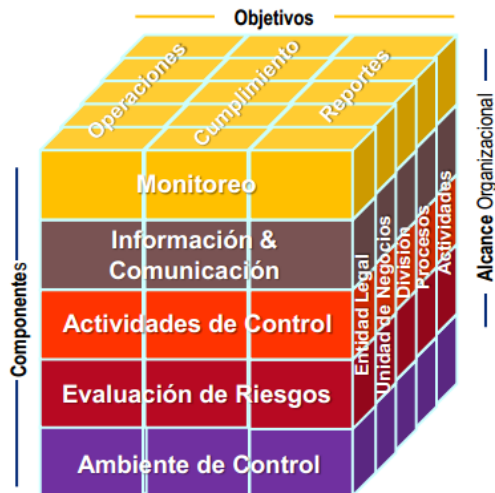 Objetivos
Operaciones
Cumplimiento
Reportes
Monitoreo
Información &
Comunicación
Actividades de Control
Evaluación de Riesgos
Ambiente de Control
Componentes
Entidad Legal
Unidad de Negocios
División
Procesos
Actividades
Alcance Organizacional